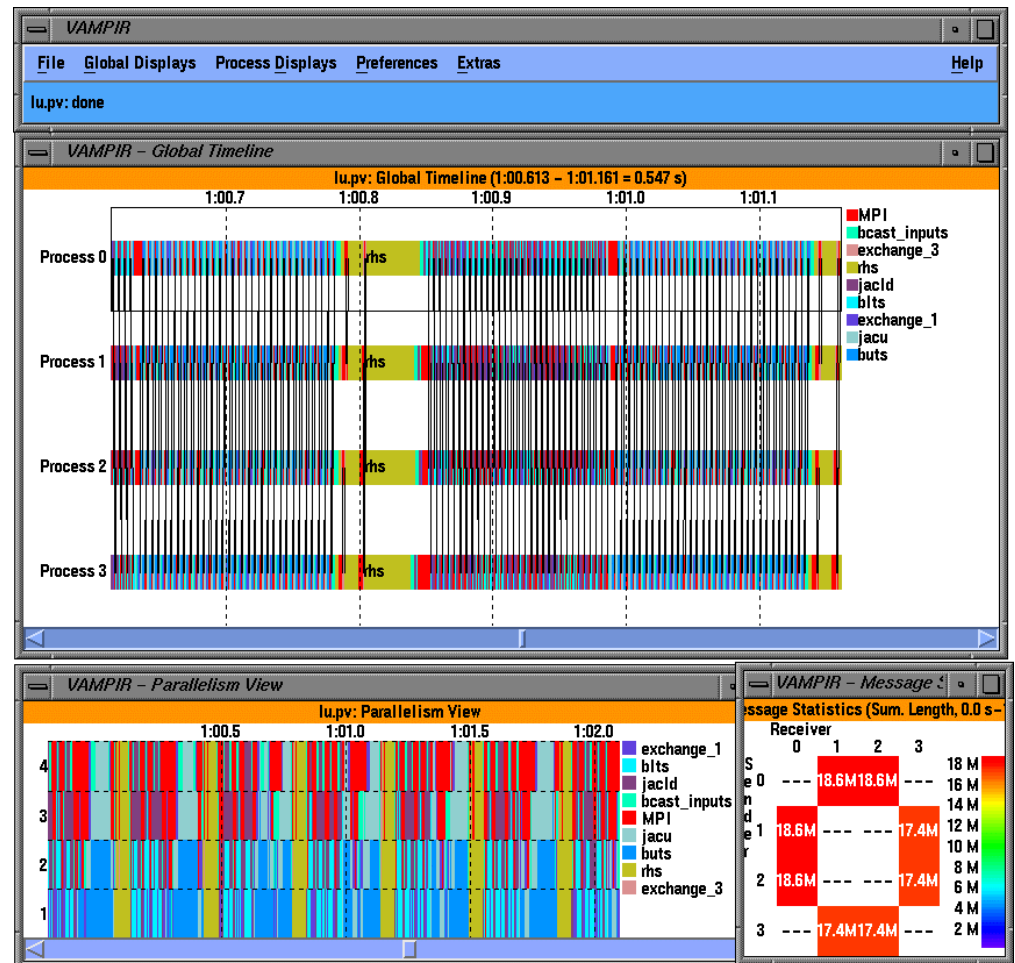 VAMPIR
File Global Displays Process Displays Preferences Extras Help
lu.pv: done
VAMPIR – Global Timeline
lu.pv: Global Timeline (1:00.613 – 1:01.161 = 0.547 s)
1:00.7 1:00.8 1:00.9 1:01.0 1:01.1
MPI
bcast_inputs
Process 0 rhs exchange_3
rhs
jacld
blts
exchange_1
jacu
Process 1 rhs buts
Process 2 rhs
Process 3 rhs
VAMPIR – Parallelism View
lu.pv: Parallelism View
1:00.5 1:01.0 1:01.5 1:02.0
4
3
2
1
exchange_1
blts
jacld
bcast_inputs
MPI
jacu
buts
rhs
exchange_3
VAMPIR – Message S
essage Statistics (Sum. Length, 0.0 s–
Receiver
0 1 2 3
Sender
0 --- 18.6M 18.6M ---
1 18.6M --- --- 17.4M
2 18.6M --- --- 17.4M
3 --- 17.4M 17.4M ---
18 M
16 M
14 M
12 M
10 M
8 M
6 M
4 M
2 M